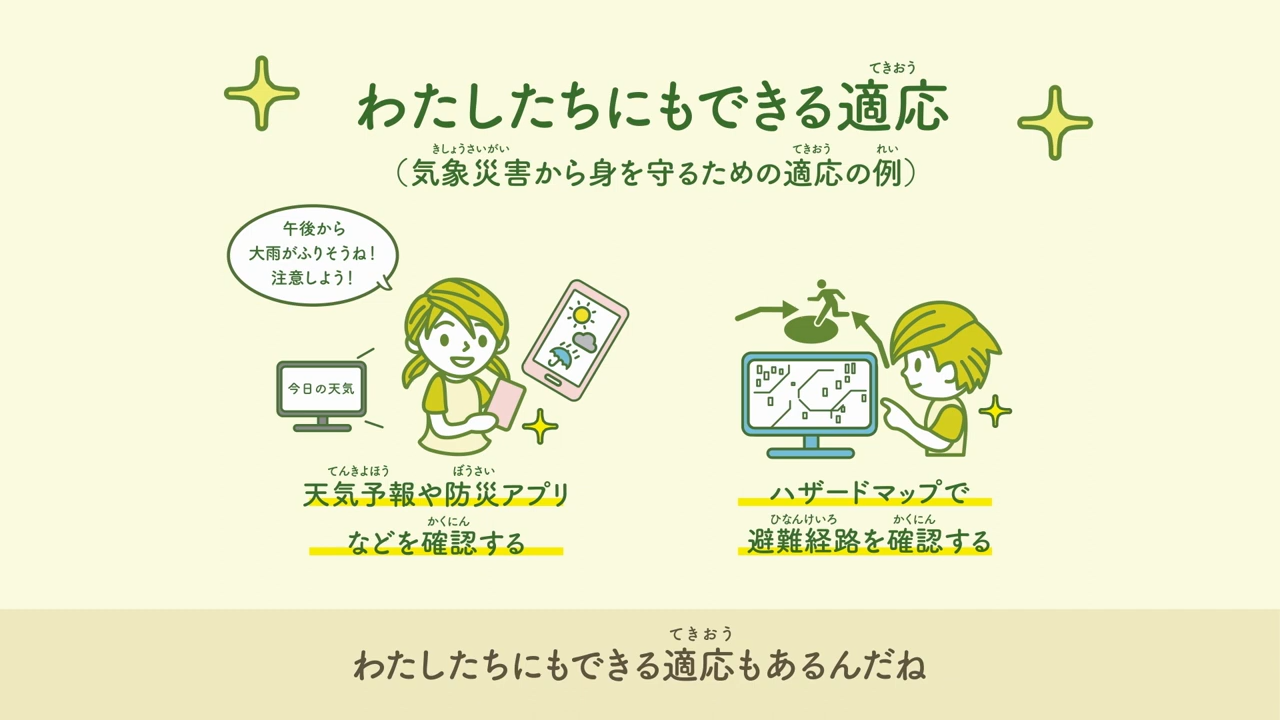 てきおう
わたしたちにもできる適応
きしょうさいがい てきおう れい
（気象災害から身を守るための適応の例）
午後から
大雨がふりそうね！
注意しよう！
今日の天気
てんきよほう ぼうさい
天気予報や防災アプリ
かくにん
などを確認する
ハザードマップで
ひなんけいろ かくにん
避難経路を確認する
てきおう
わたしたちにもできる適応もあるんだね